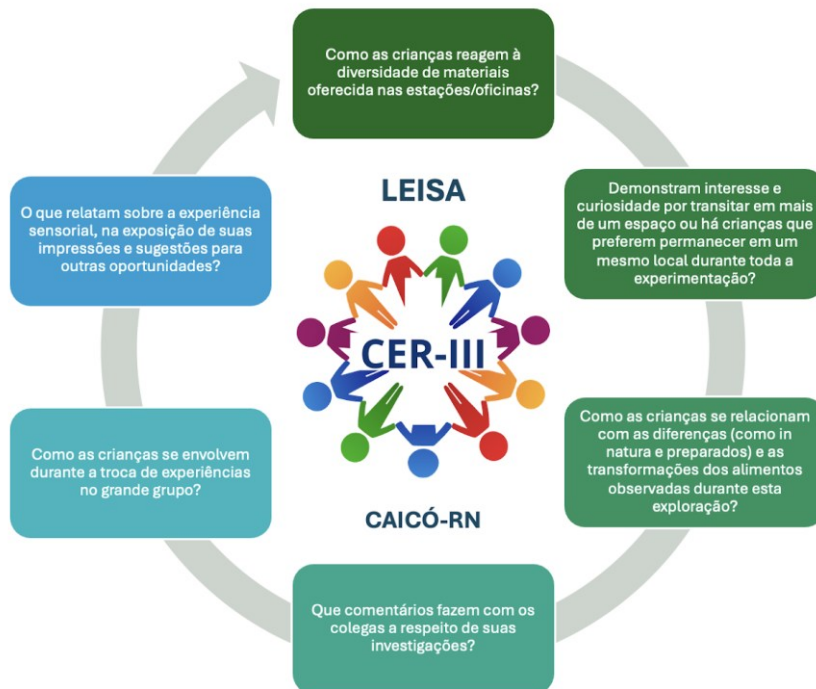 Como as crianças reagem à
diversidade de materiais
oferecida nas estações/oficinas?
Demonstram interesse e
curiosidade por transitar em mais
de um espaço ou há crianças que
preferem permanecer em um
mesmo local durante toda a
experimentação?
Como as crianças se relacionam
com as diferenças (como in
natura e preparados) e as
transformações dos alimentos
observadas durante esta
exploração?
Que comentários fazem com os
colegas a respeito de suas
investigações?
Como as crianças se envolvem
durante a troca de experiências
no grande grupo?
O que relatam sobre a experiência
sensorial, na exposição de suas
impressões e sugestões para
outras oportunidades?
LEISA
CER-III
CAICÓ-RN